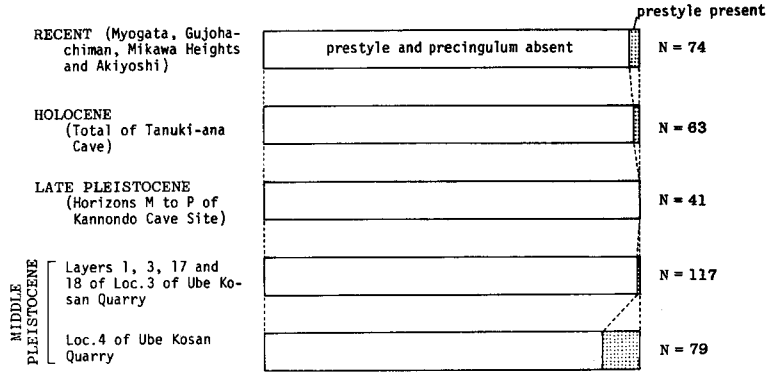 prestyle present
RECENT (Myogata, Gujoha-
chiman, Mikawa Heights
and Akiyoshi)
prestyle and precingulum absent
N = 74
HOLOCENE
(Total of Tanuki-ana
Cave)
N = 63
LATE PLEISTOCENE
(Horizons M to P of
Kannondo Cave Site)
N = 41
MIDDLE
PLEISTOCENE
Layers 1, 3, 17 and
18 of Loc.3 of Ube Ko-
san Quarry
N = 117
Loc.4 of Ube Kosan
Quarry
N = 79